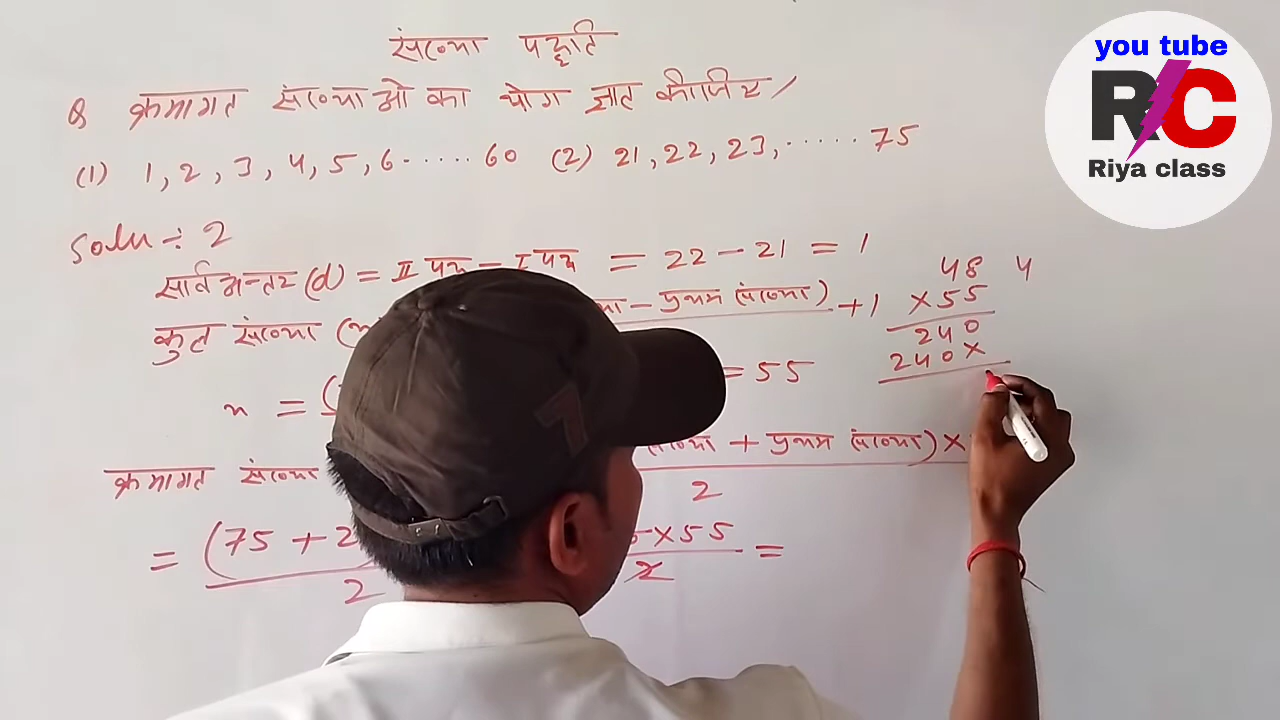 you tube
RC
Riya class
संख्या पद्धति
Q क्रमागत संख्याओ का योग ज्ञात कीजिए /
(1) 1, 2, 3, 4, 5, 6 ...... 60 (2) 21, 22, 23, ...... 75
Solu ÷ 2
सार्वअन्तर (d) = II पद - I पद = 22 - 21 = 1
कुल संख्या - प्रथम संख्या) + 1
n = ( = 55
क्रमागत संख्या + प्रथम संख्या) ×
2
= (75 + 2 ×55 =
2 2
48 4
×55
240
240×